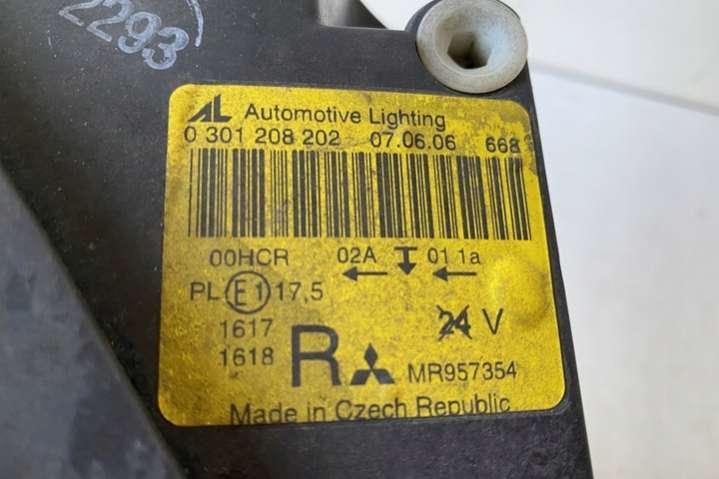 2293
AL Automotive Lighting
0 301 208 202 07.06.06 668
00HCR 02A 01 1a
PL E1 17,5
1617 24 V
1618 R MR957354
Made in Czech Republic